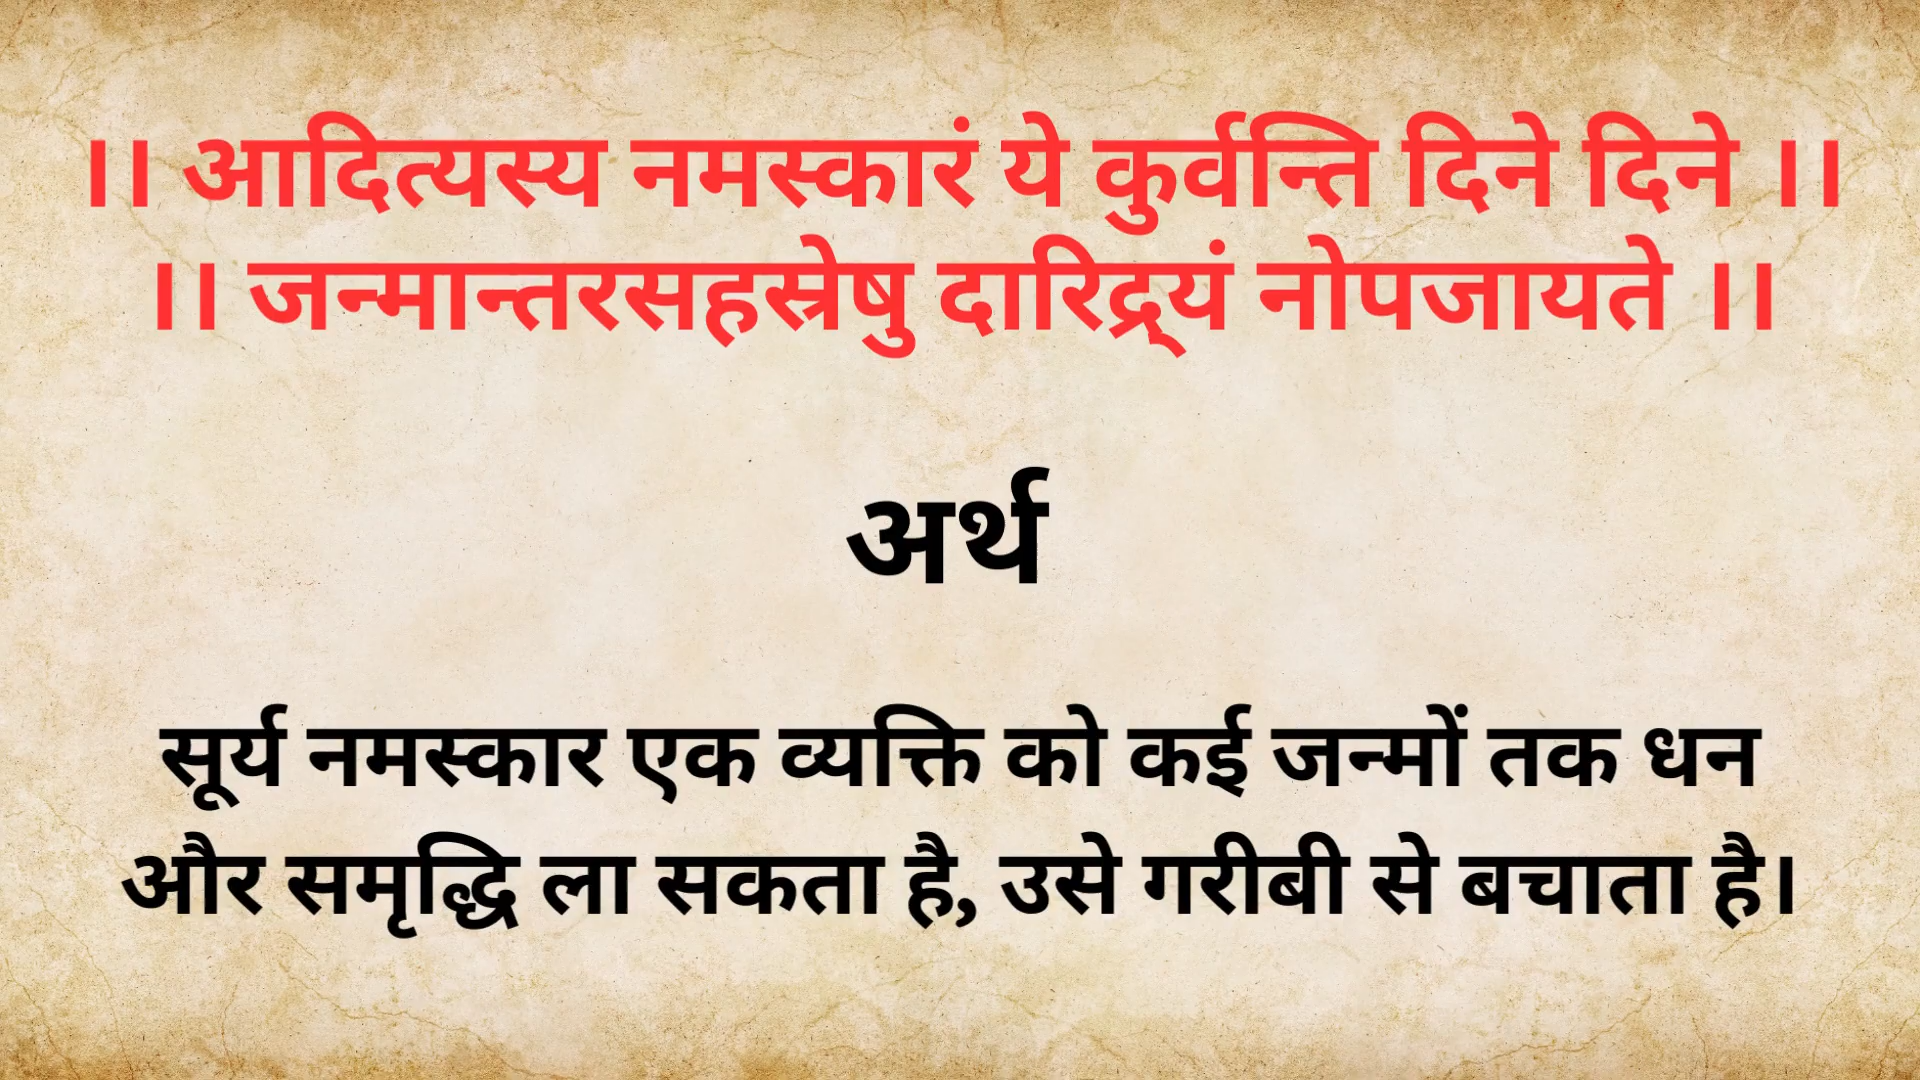 ।। आदित्यस्य नमस्कारं ये कुर्वन्ति दिने दिने ।।
।। जन्मान्तरसहस्रेषु दारिद्र्यं नोपजायते ।।
अर्थ
सूर्य नमस्कार एक व्यक्ति को कई जन्मों तक धन
और समृद्धि ला सकता है, उसे गरीबी से बचाता है।